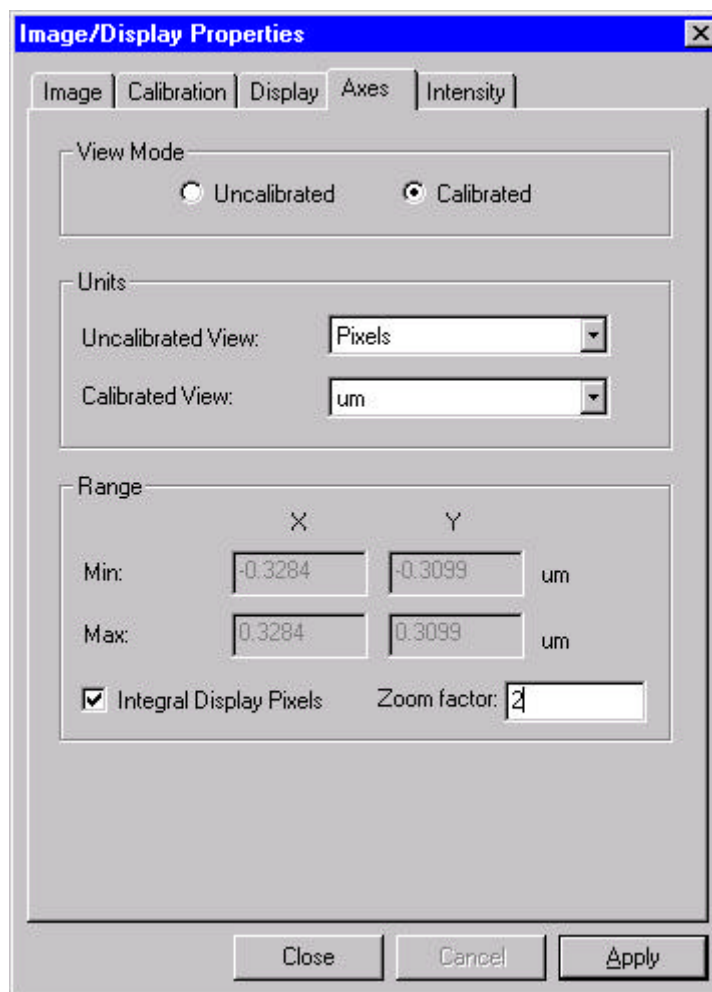 Image/Display Properties
Image Calibration Display Axes Intensity
View Mode
Uncalibrated Calibrated
Units
Uncalibrated View: Pixels
Calibrated View: um
Range
X Y
Min: -0.3284 -0.3099 um
Max: 0.3284 0.3099 um
Integral Display Pixels Zoom factor: 2
Close Cancel Apply